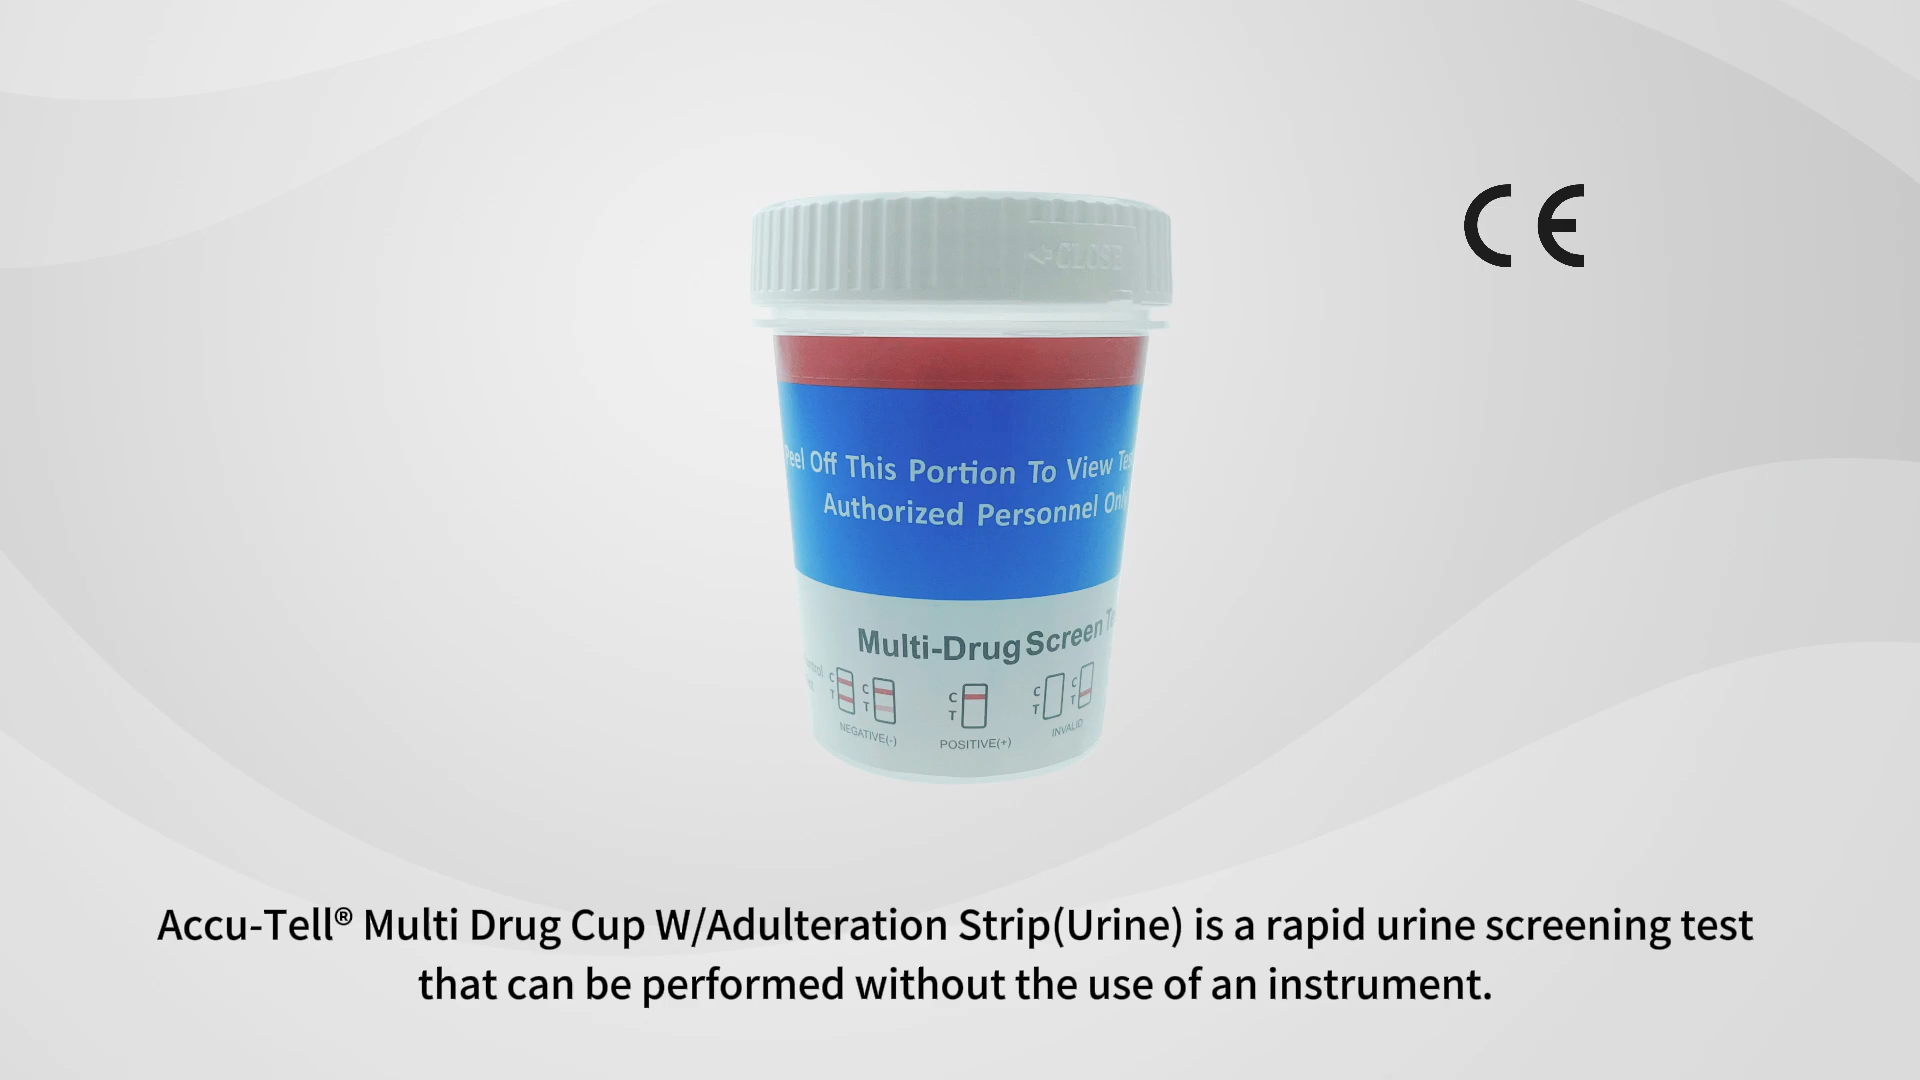 CE
CLOSE
Peel Off This Portion To View
Authorized Personnel Only
Multi-Drug Screen
C C C C C
T T T T T
NEGATIVE(-) POSITIVE(+) INVALID
Accu-Tell® Multi Drug Cup W/Adulteration Strip(Urine) is a rapid urine screening test
that can be performed without the use of an instrument.